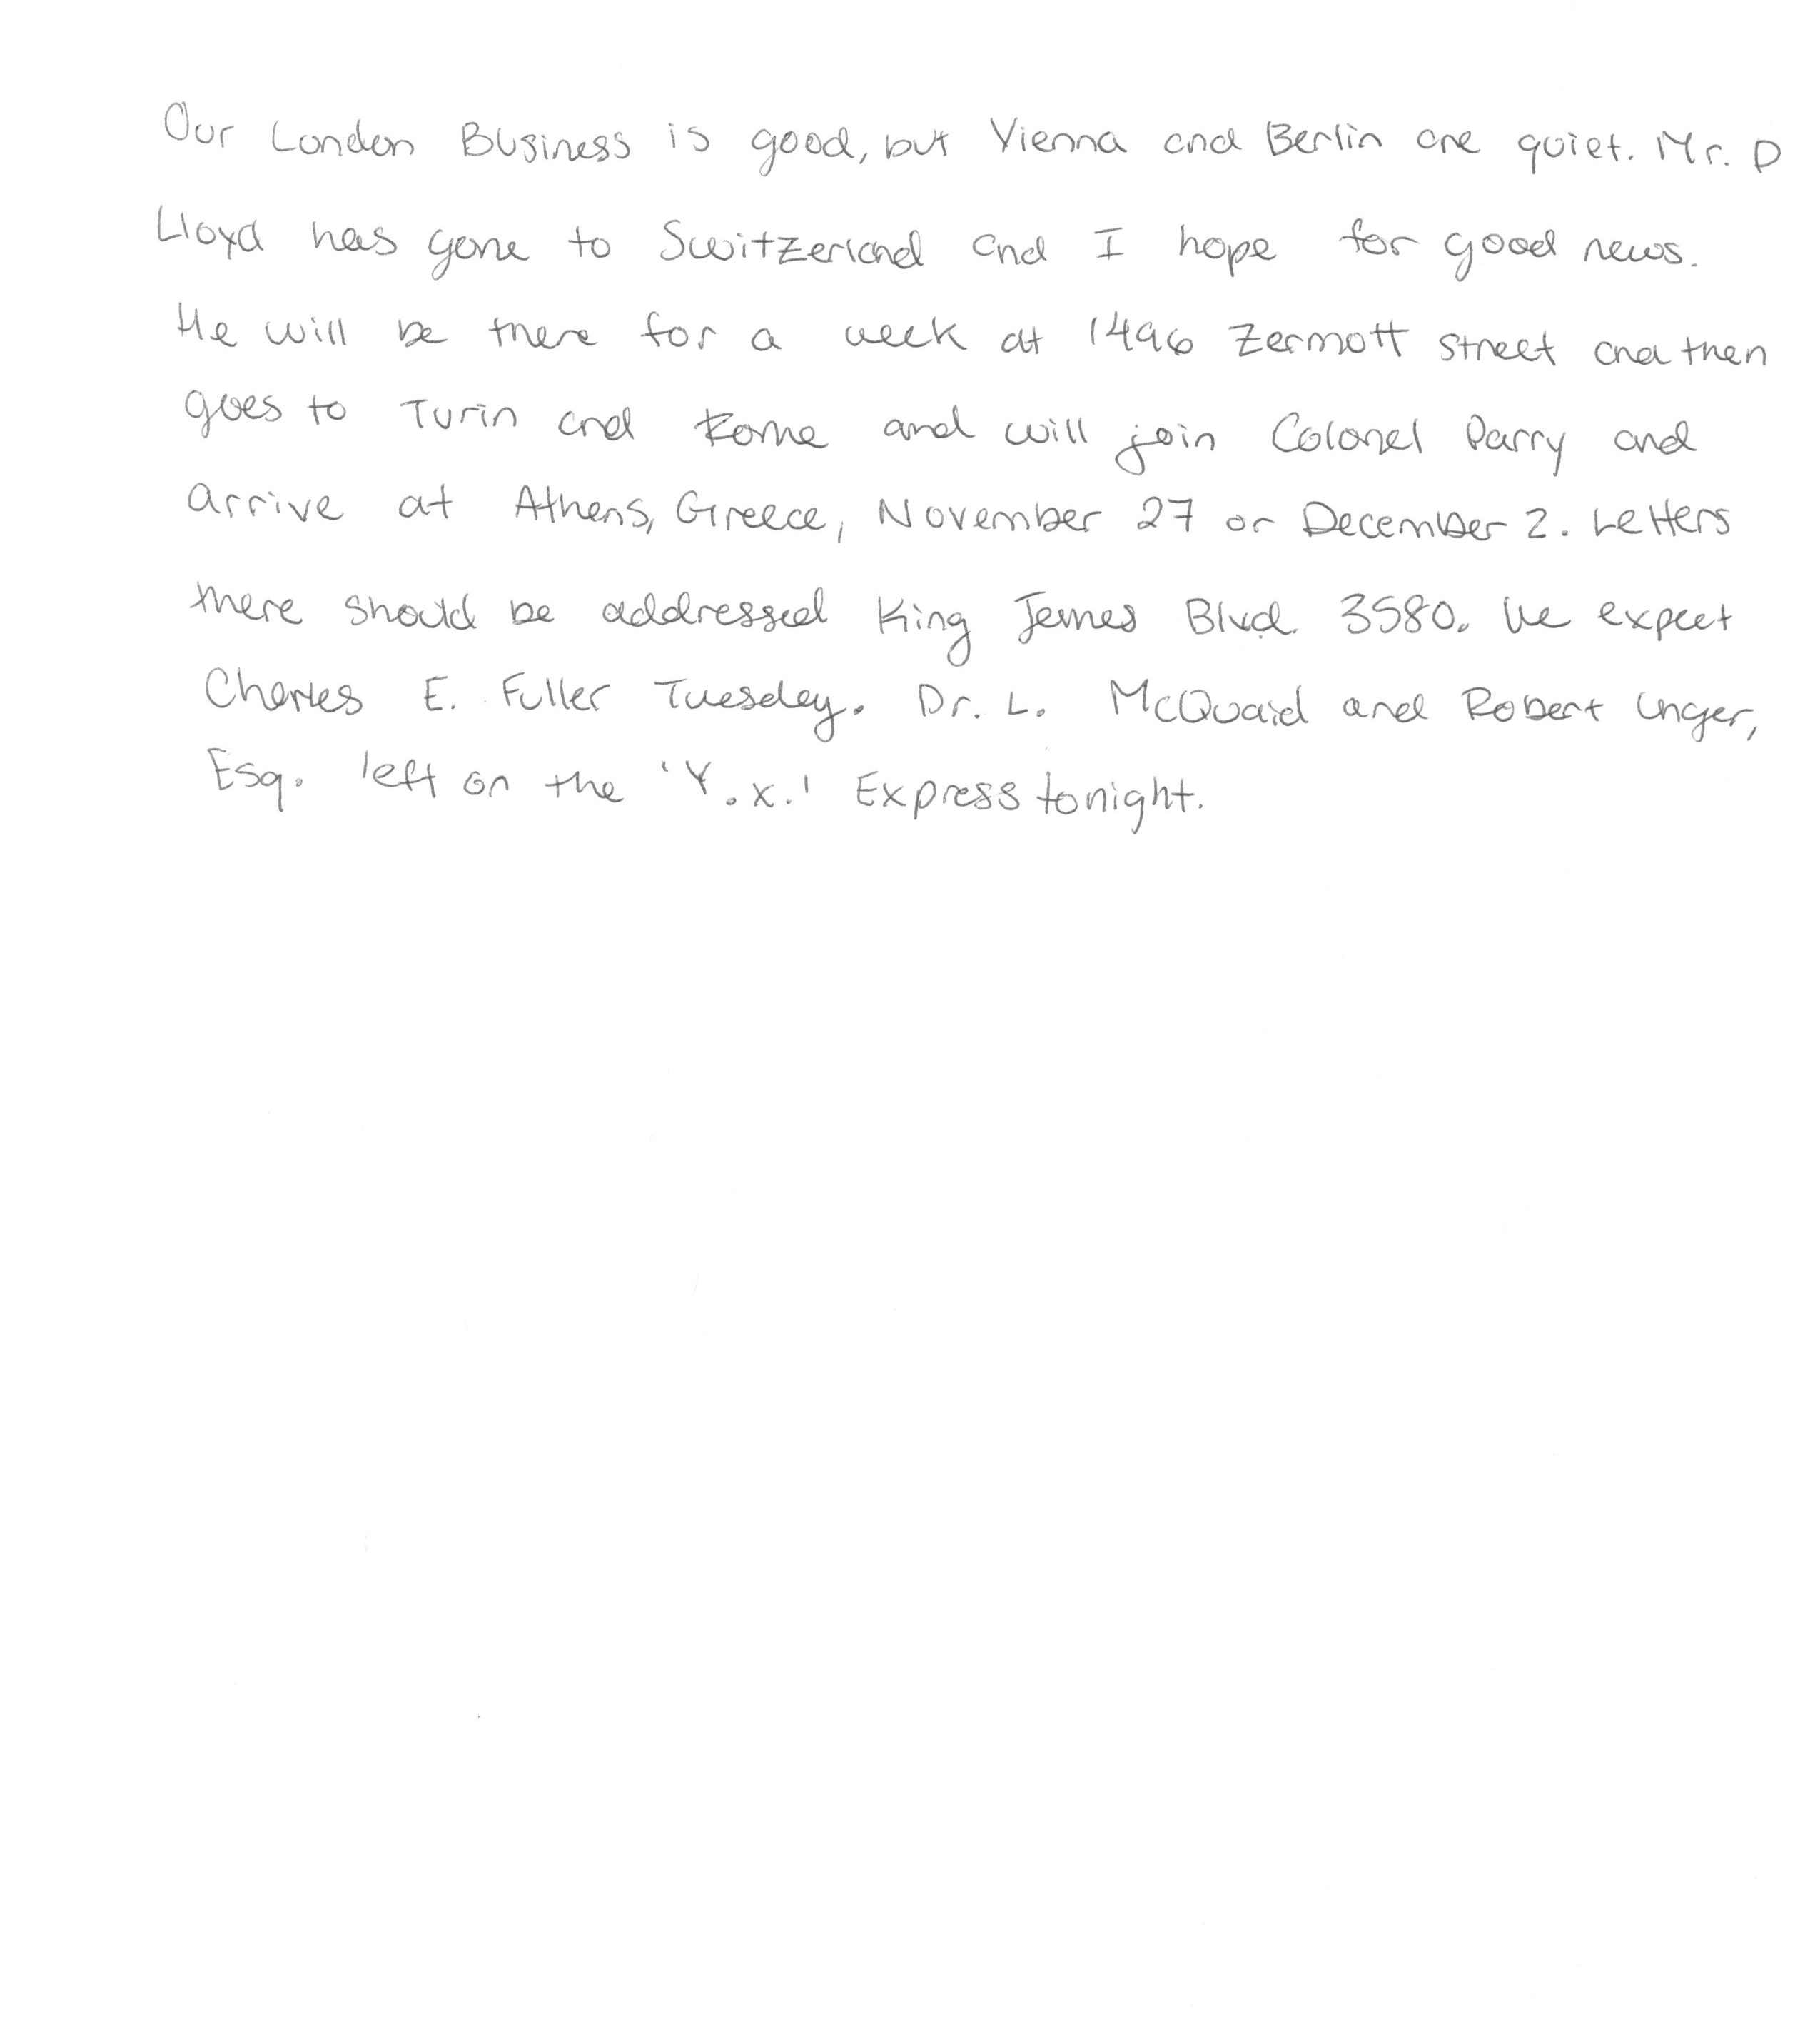 Our London Business is good, but Vienna and Berlin are quiet. Mr. D
Lloyd has gone to Switzerland and I hope for good news.
He will be there for a week at 1496 Zermott street and then
goes to Turin and Rome and will join Colonel Parry and
arrive at Athens, Greece, November 27 or December 2. Letters
there should be addressed King James Blvd. 3580. We expect
Charles E. Fuller Tuesday. Dr. L. McQuaid and Robert Unger,
Esq. left on the 'Y.X.' Express tonight.